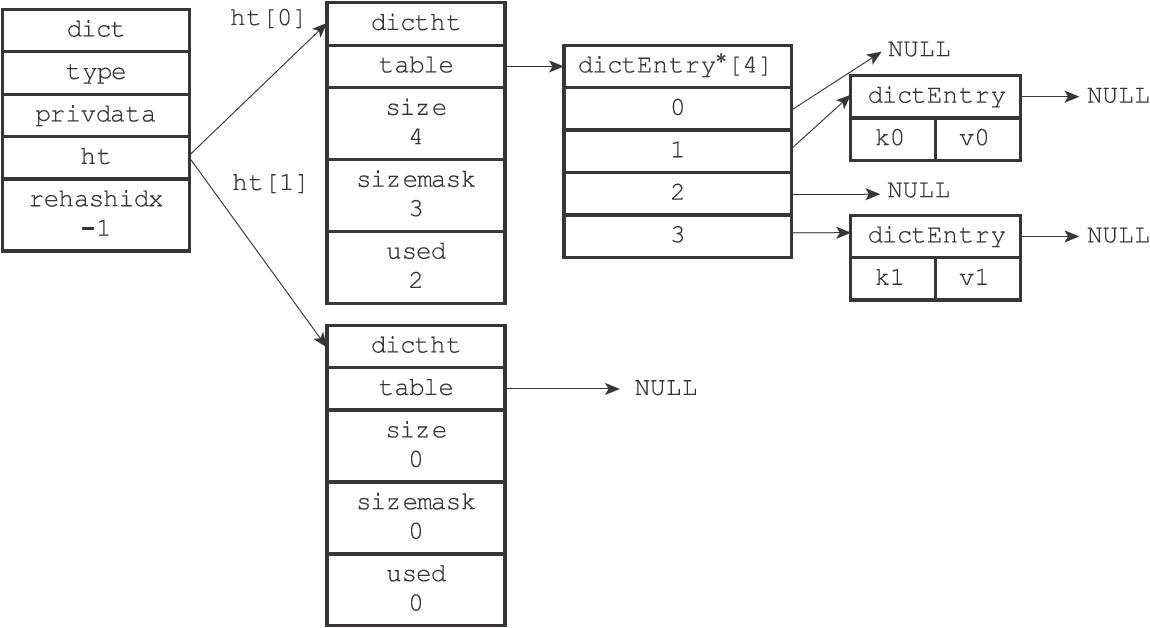 dict
type
privdata
ht
rehashidx
-1
ht[0]
ht[1]
dictht
table
size
4
sizemask
3
used
2
dictEntry*[4]
0
1
2
3
NULL
dictEntry
k0 v0
NULL
NULL
dictEntry
k1 v1
NULL
dictht
table
NULL
size
0
sizemask
0
used
0